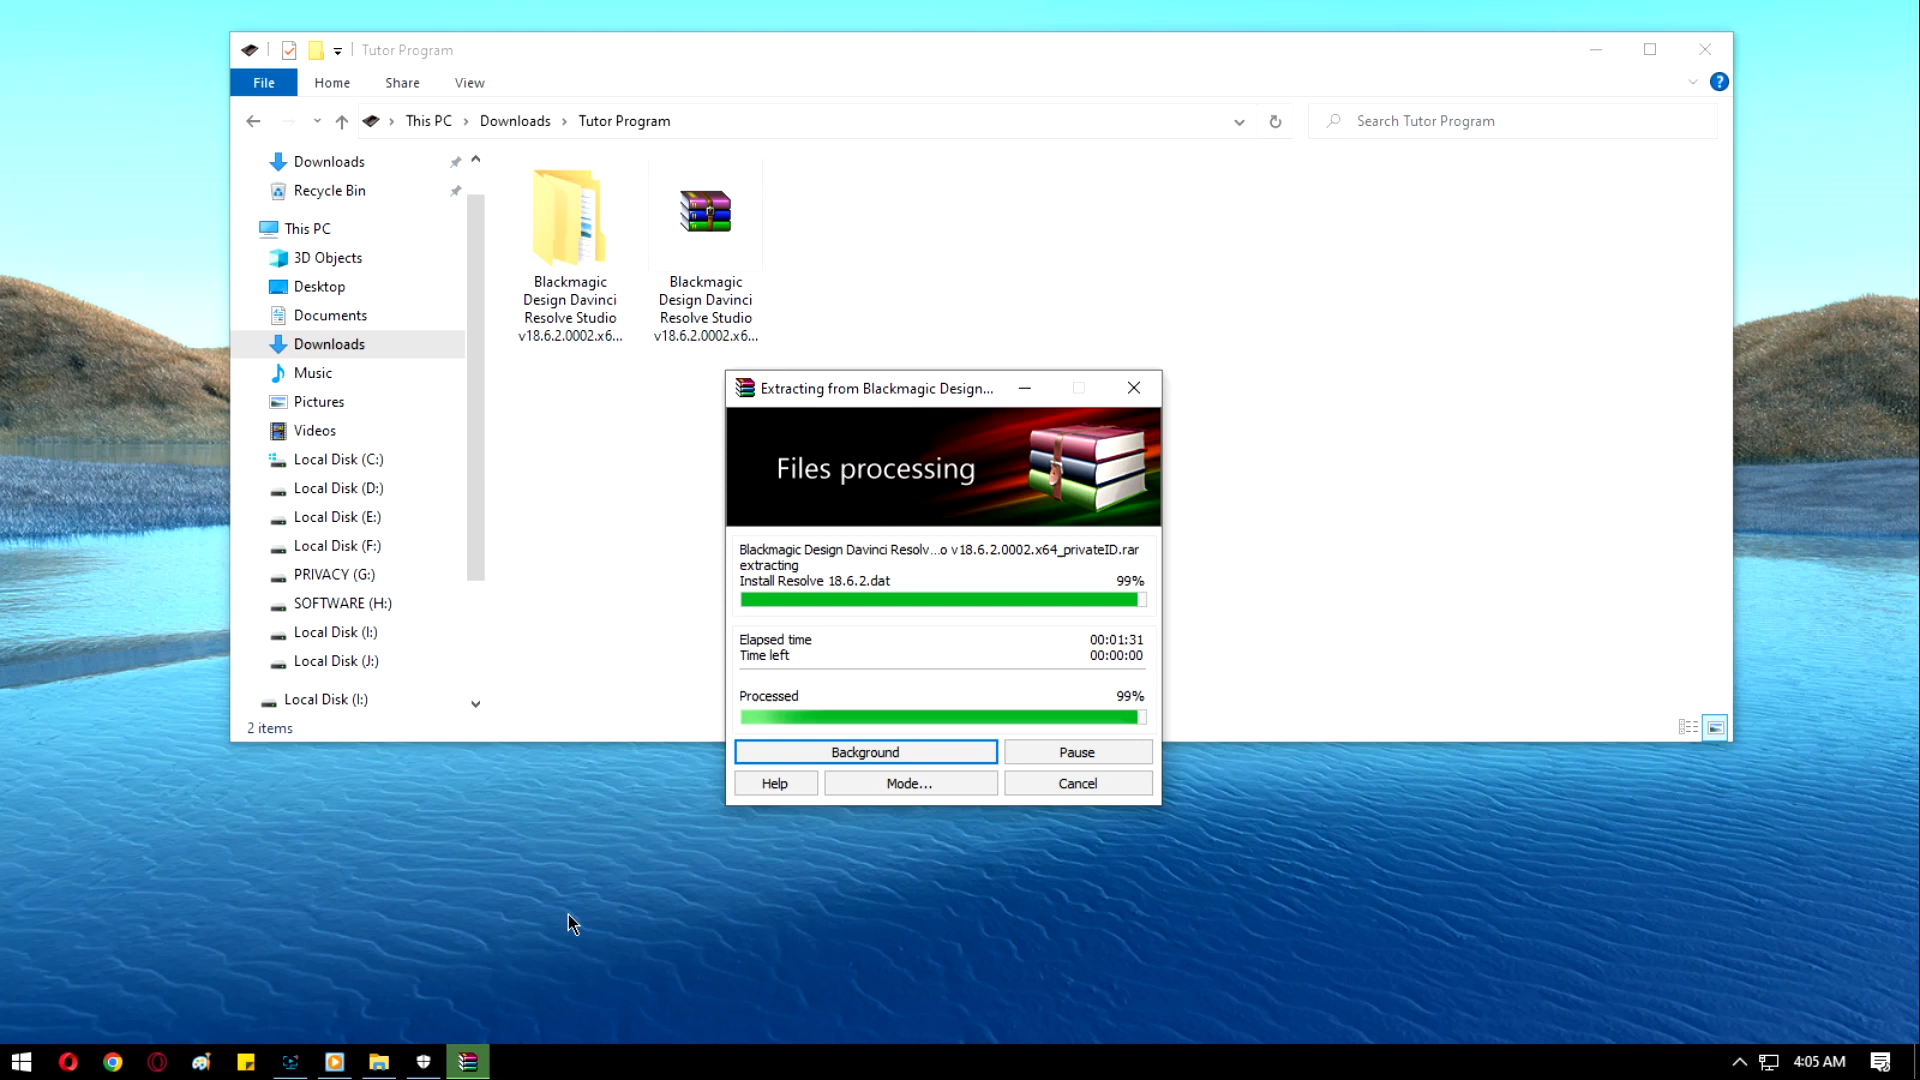 Tutor Program
File
Home
Share
View
This PC
Downloads
Tutor Program
Search Tutor Program
Downloads
Recycle Bin
This PC
3D Objects
Desktop
Documents
Downloads
Music
Pictures
Videos
Local Disk (C:)
Local Disk (D:)
Local Disk (E:)
Local Disk (F:)
PRIVACY (G:)
SOFTWARE (H:)
Local Disk (I:)
Local Disk (J:)
Local Disk (I:)
2 items
Blackmagic
Design Davinci
Resolve Studio
v18.6.2.0002.x6...
Blackmagic
Design Davinci
Resolve Studio
v18.6.2.0002.x6...
Extracting from Blackmagic Design...
Files processing
Blackmagic Design Davinci Resolv...o v18.6.2.0002.x64_privateID.rar
extracting
Install Resolve 18.6.2.dat 99%
Elapsed time 00:01:31
Time left 00:00:00
Processed 99%
Background
Pause
Help
Mode...
Cancel
4:05 AM